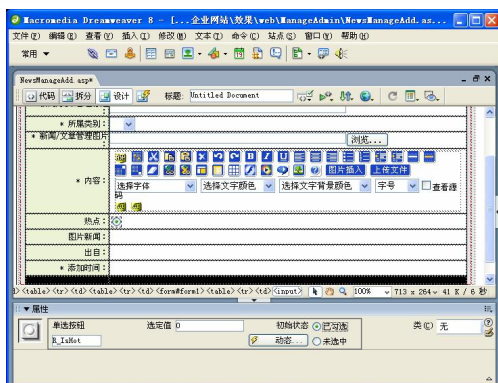 Macromedia Dreamweaver 8 - [...企业网站\效果\web\ManageAdmin\NewsManageAdd.as...
文件(F) 编辑(E) 查看(V) 插入(I) 修改(M) 文本(T) 命令(C) 站点(S) 窗口(W) 帮助(H)
常用
NewsManageAdd.asp*
代码 拆分 设计 标题: Untitled Document
* 所属类别:
* 新闻/文章管理图片 浏览...
图片插入 上传文件
* 内容: 选择字体 选择文字颜色 选择文字背景颜色 字号 查看源
码
热点:
图片新闻:
出自:
* 添加时间:
<table><tr><td><table><tr><td><form#form1><table><tr><td><input> 100% 713 x 264 41 K / 6 秒
属性
单选按钮 选定值 0 初始状态 已勾选 类(C) 无
R_IsHot 动态... 未选中